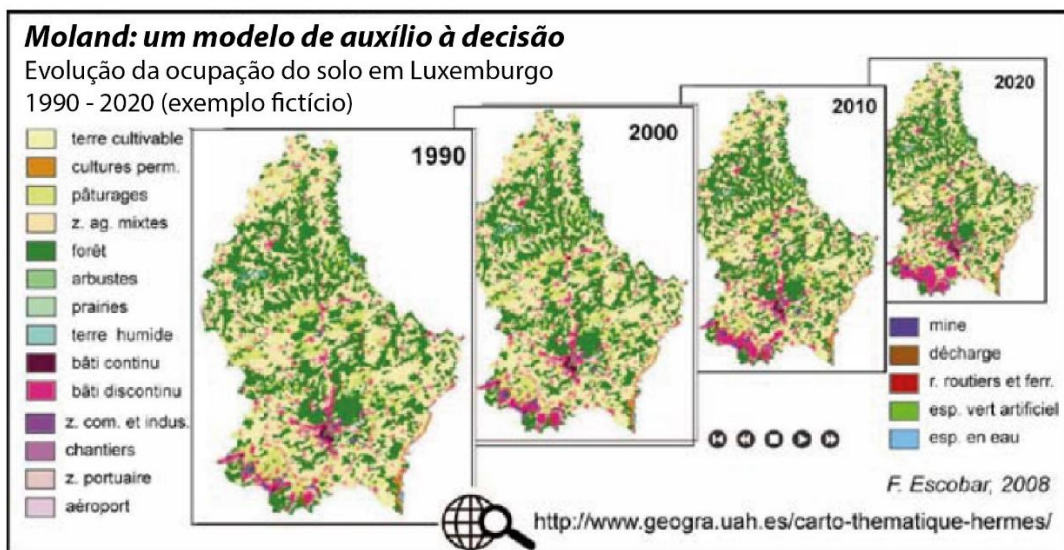 Moland: um modelo de auxílio à decisão
Evolução da ocupação do solo em Luxemburgo
1990 - 2020 (exemplo fictício)
terre cultivable
cultures perm.
pâturages
z. ag. mixtes
forêt
arbustes
prairies
terre humide
bâti continu
bâti discontinu
z. com. et indus.
chantiers
z. portuaire
aéroport
1990
2000
2010
2020
mine
décharge
r. routiers et ferr.
esp. vert artificiel
esp. en eau
F. Escobar, 2008
http://www.geogra.uah.es/carto-thematique-hermes/